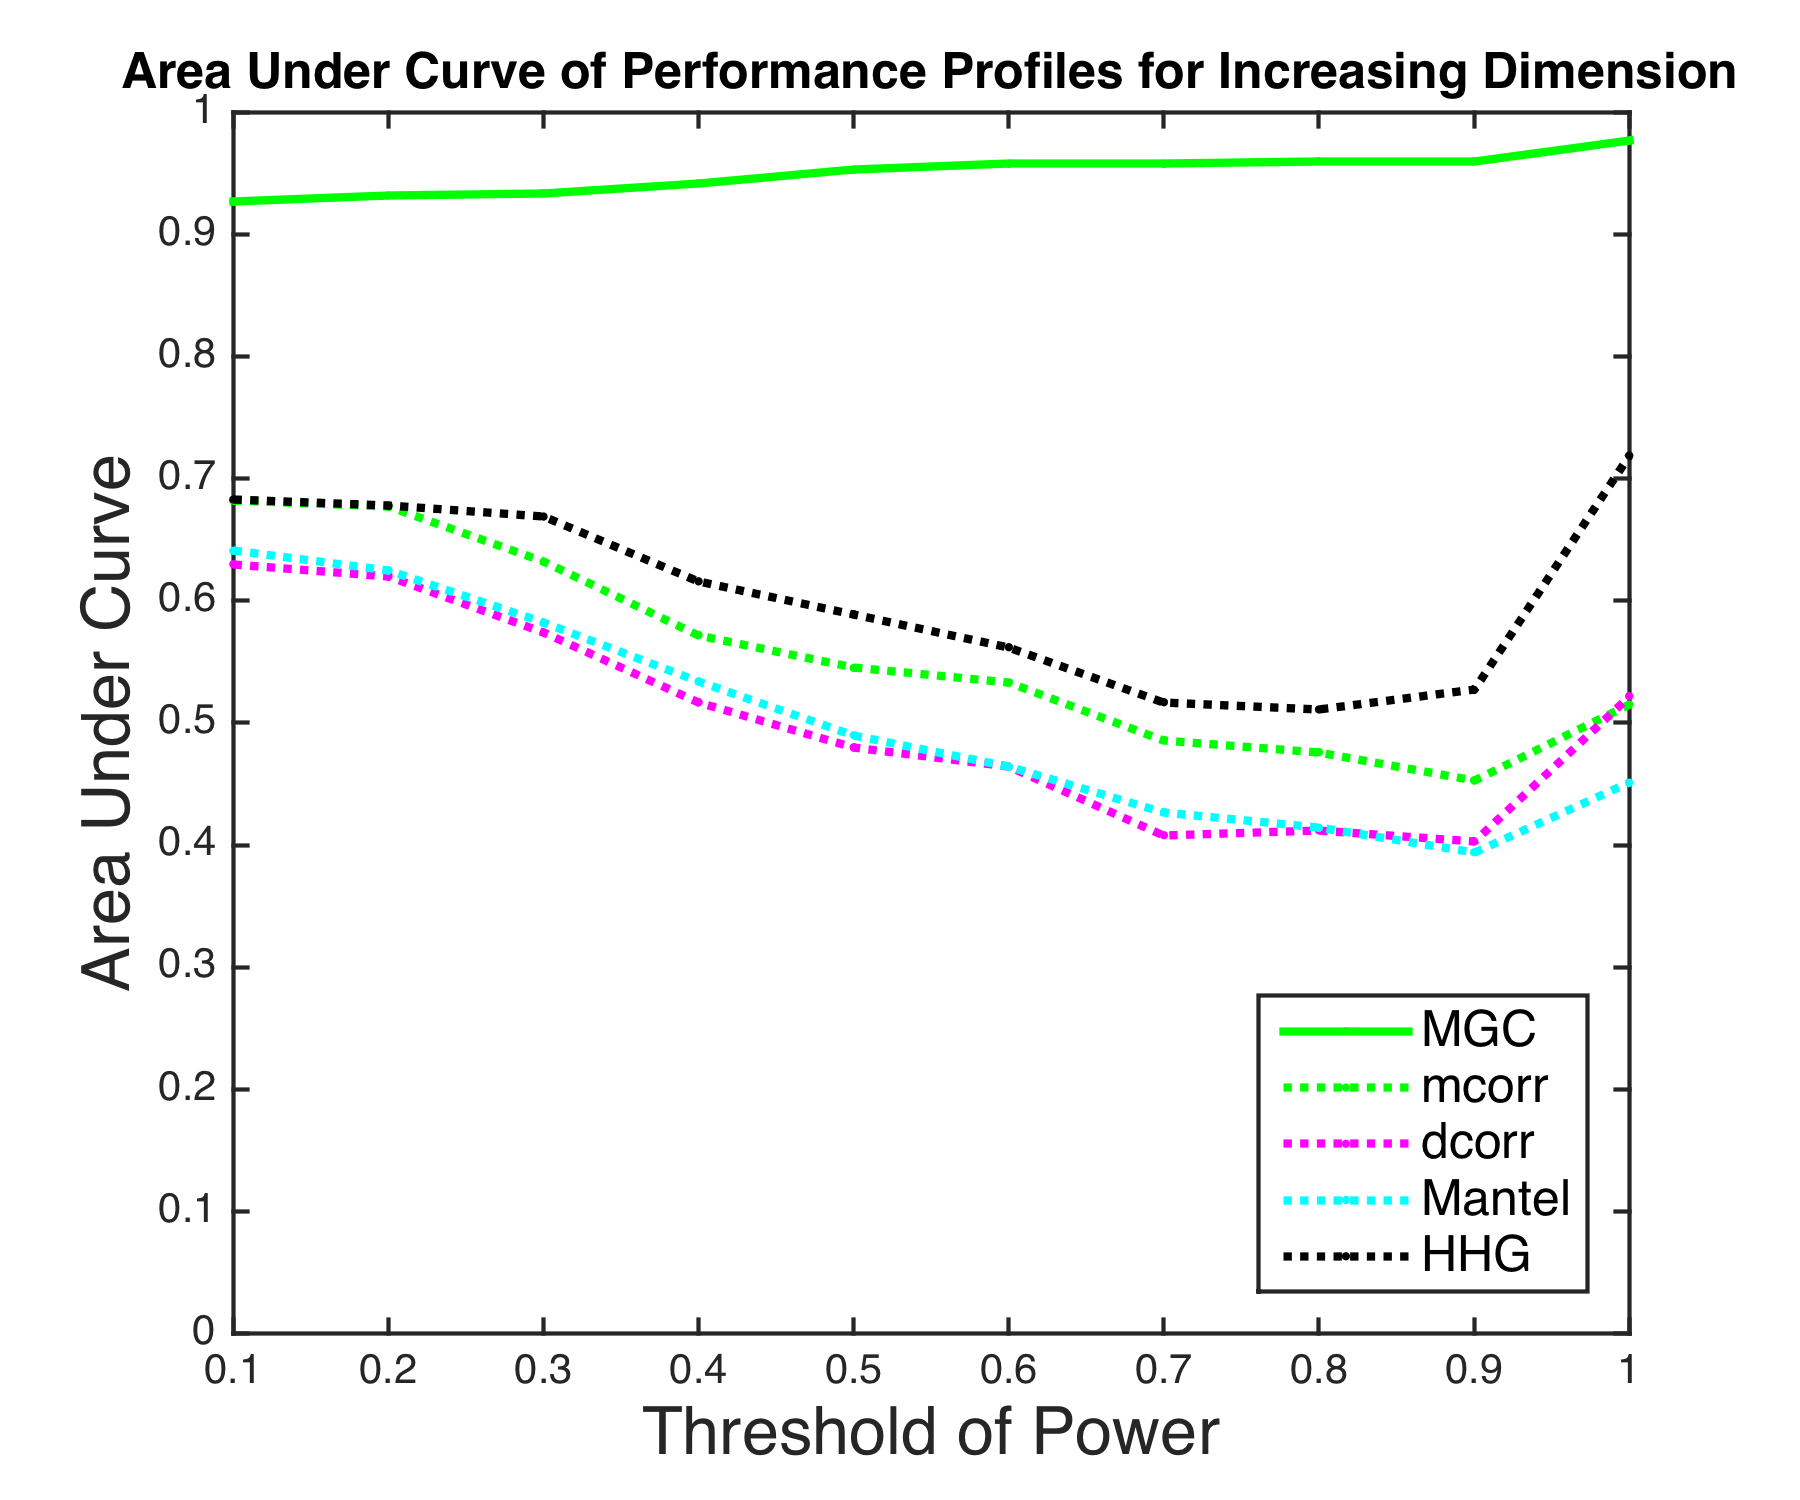 Area Under Curve of Performance Profiles for Increasing Dimension
1
0.9
0.8
0.7
0.6
0.5
0.4
0.3
0.2
0.1
0
Area Under Curve
MGC
mcorr
dcorr
Mantel
HHG
0.1 0.2 0.3 0.4 0.5 0.6 0.7 0.8 0.9 1
Threshold of Power